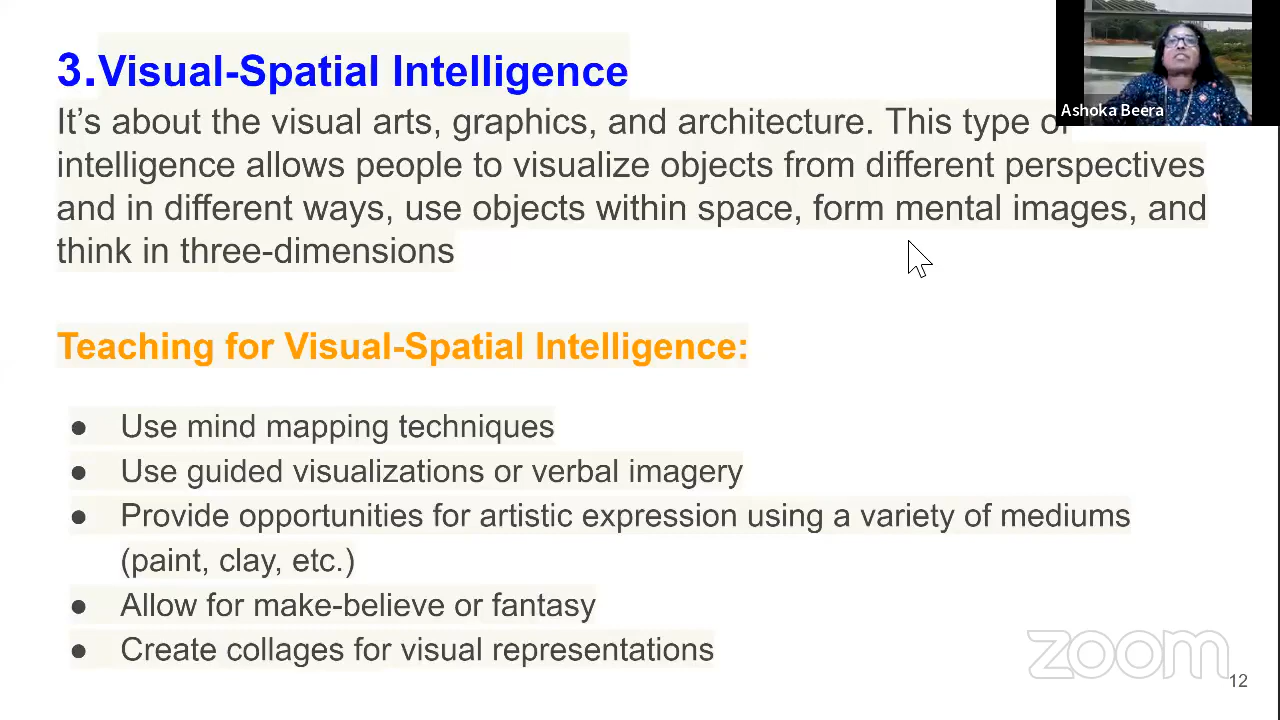 3.Visual-Spatial Intelligence
It’s about the visual arts, graphics, and architecture. This type of
intelligence allows people to visualize objects from different perspectives
and in different ways, use objects within space, form mental images, and
think in three-dimensions
Ashoka Beera
Teaching for Visual-Spatial Intelligence:
● Use mind mapping techniques
● Use guided visualizations or verbal imagery
● Provide opportunities for artistic expression using a variety of mediums
(paint, clay, etc.)
● Allow for make-believe or fantasy
● Create collages for visual representations
zoom
12